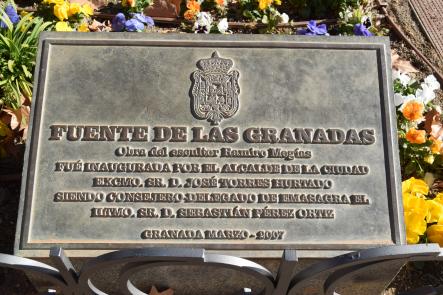 FUENTE DE LAS GRANADAS
Obra del escultor Ramiro Megías
FUÉ INAUGURADA POR EL ALCALDE DE LA CIUDAD
EXCMO. SR. D. JOSÉ TORRES HURTADO
SIENDO CONSEJERO-DELEGADO DE EMASAGRA EL
ILTMO. SR. D. SEBASTIÁN PÉREZ ORTIZ
GRANADA MARZO - 2007